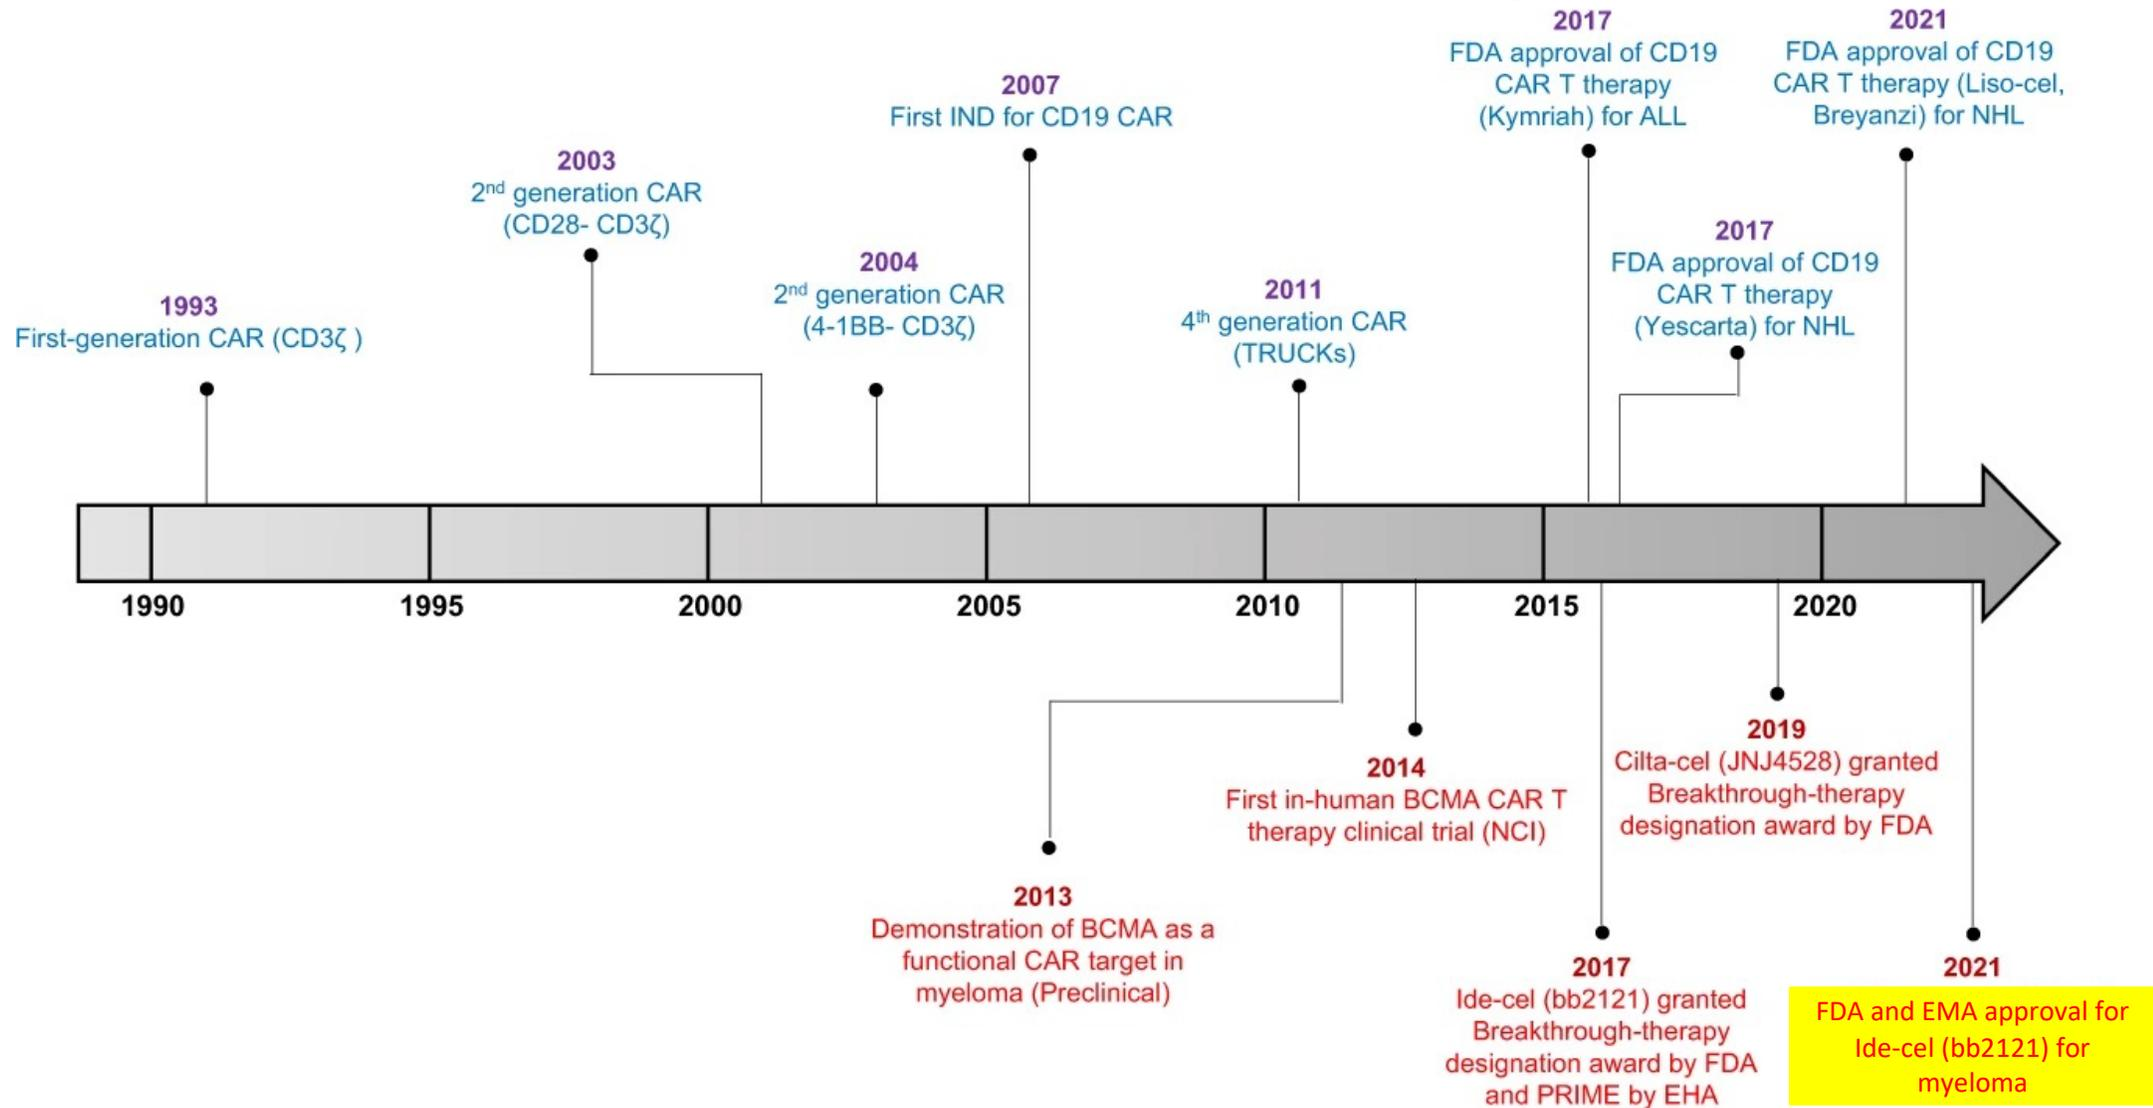 1993
First-generation CAR (CD3ζ )
2003
2nd generation CAR
(CD28- CD3ζ)
2004
2nd generation CAR
(4-1BB- CD3ζ)
2007
First IND for CD19 CAR
2011
4th generation CAR
(TRUCKs)
2017
FDA approval of CD19
CAR T therapy
(Kymriah) for ALL
2017
FDA approval of CD19
CAR T therapy
(Yescarta) for NHL
2021
FDA approval of CD19
CAR T therapy (Liso-cel,
Breyanzi) for NHL
1990
1995
2000
2005
2010
2015
2020
2013
Demonstration of BCMA as a
functional CAR target in
myeloma (Preclinical)
2014
First in-human BCMA CAR T
therapy clinical trial (NCI)
2017
Ide-cel (bb2121) granted
Breakthrough-therapy
designation award by FDA
and PRIME by EHA
2019
Cilta-cel (JNJ4528) granted
Breakthrough-therapy
designation award by FDA
2021
FDA and EMA approval for
Ide-cel (bb2121) for
myeloma